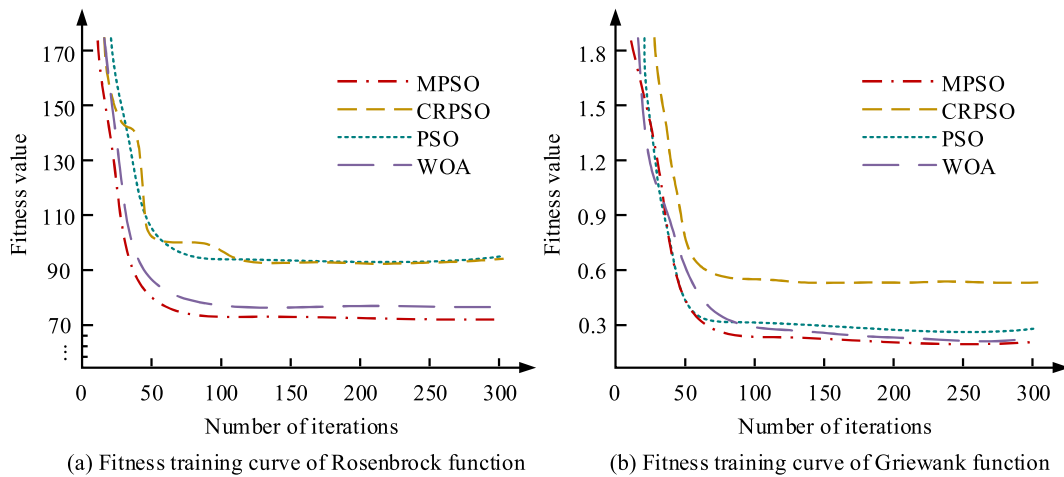 170
150
130
110
90
70
Fitness value
MPSO
CRPSO
PSO
WOA
0 50 100 150 200 250 300
Number of iterations
(a) Fitness training curve of Rosenbrock function
1.8
1.5
1.2
0.9
0.6
0.3
Fitness value
MPSO
CRPSO
PSO
WOA
0 50 100 150 200 250 300
Number of iterations
(b) Fitness training curve of Griewank function